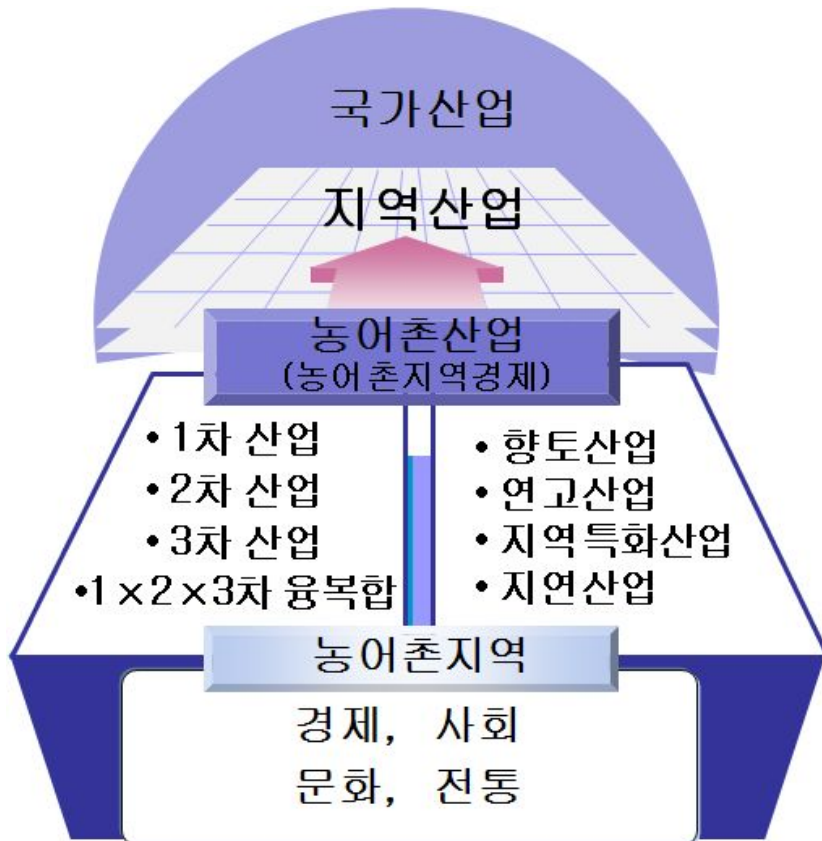 국가산업
지역산업
농어촌산업
(농어촌지역경제)
• 1차 산업
• 2차 산업
• 3차 산업
•1×2×3차 융복합
• 향토산업
• 연고산업
• 지역특화산업
• 지연산업
농어촌지역
경제, 사회
문화, 전통